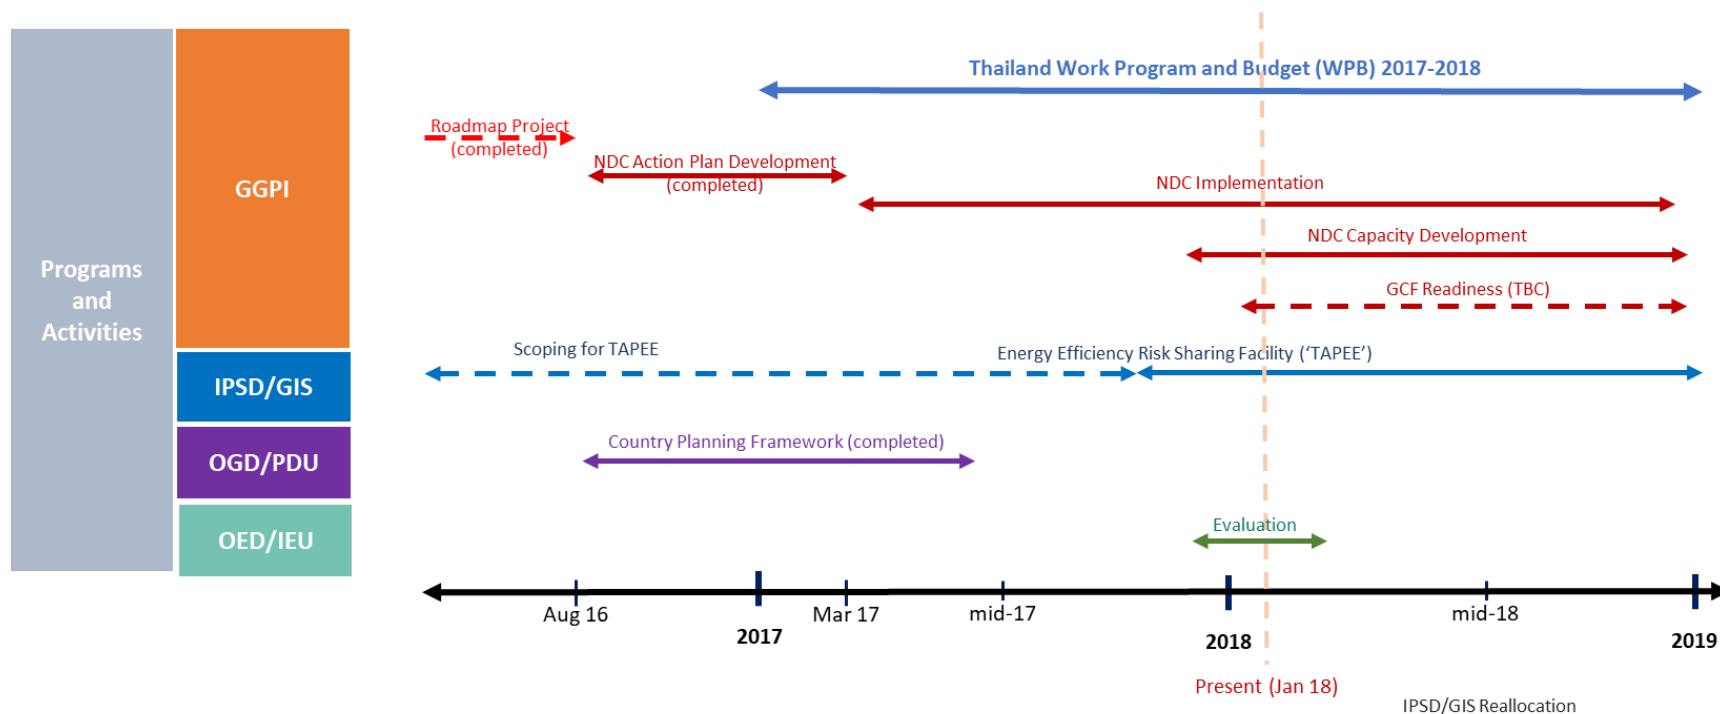 Programs
and
Activities
GGPI
IPSD/GIS
OGD/PDU
OED/IEU
Thailand Work Program and Budget (WPB) 2017-2018
Roadmap Project
(completed)
NDC Action Plan Development
(completed)
NDC Implementation
NDC Capacity Development
GCF Readiness (TBC)
Scoping for TAPEE
Energy Efficiency Risk Sharing Facility (‘TAPEE’)
Country Planning Framework (completed)
Evaluation
Aug 16
2017
Mar 17
mid-17
2018
mid-18
2019
Present (Jan 18)
IPSD/GIS Reallocation